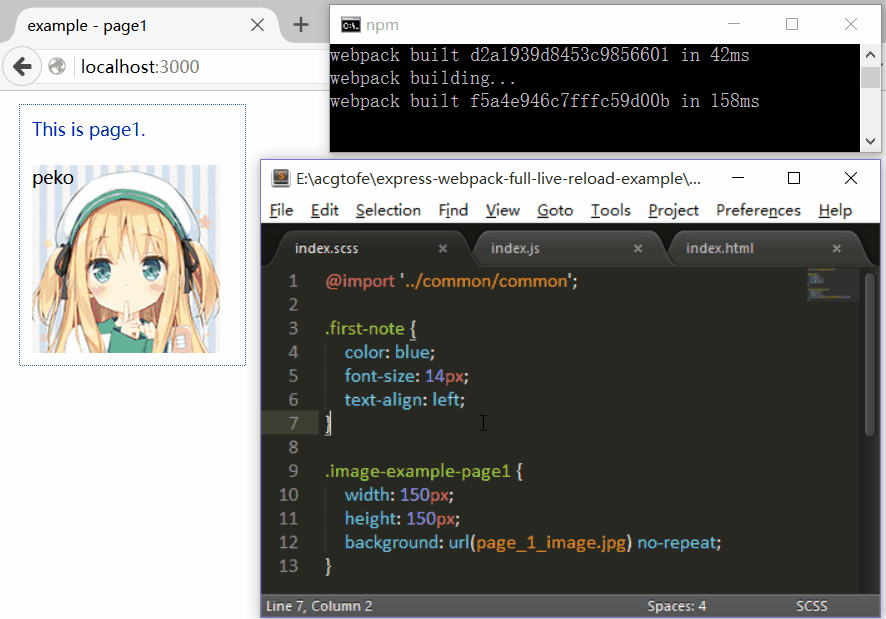 example - page1
npm
localhost:3000
webpack built d2a1939d8453c9856601 in 42ms
webpack building...
webpack built f5a4e946c7fffc59d00b in 158ms
This is page1.
peko
E:\acgtofe\express-webpack-full-live-reload-example\...
File Edit Selection Find View Goto Tools Project Preferences Help
index.scss index.js index.html
1 @import '../common/common';
2
3 .first-note {
4 color: blue;
5 font-size: 14px;
6 text-align: left;
7 }
8
9 .image-example-page1 {
10 width: 150px;
11 height: 150px;
12 background: url(page_1_image.jpg) no-repeat;
13 }
Line 7, Column 2 Spaces: 4 SCSS